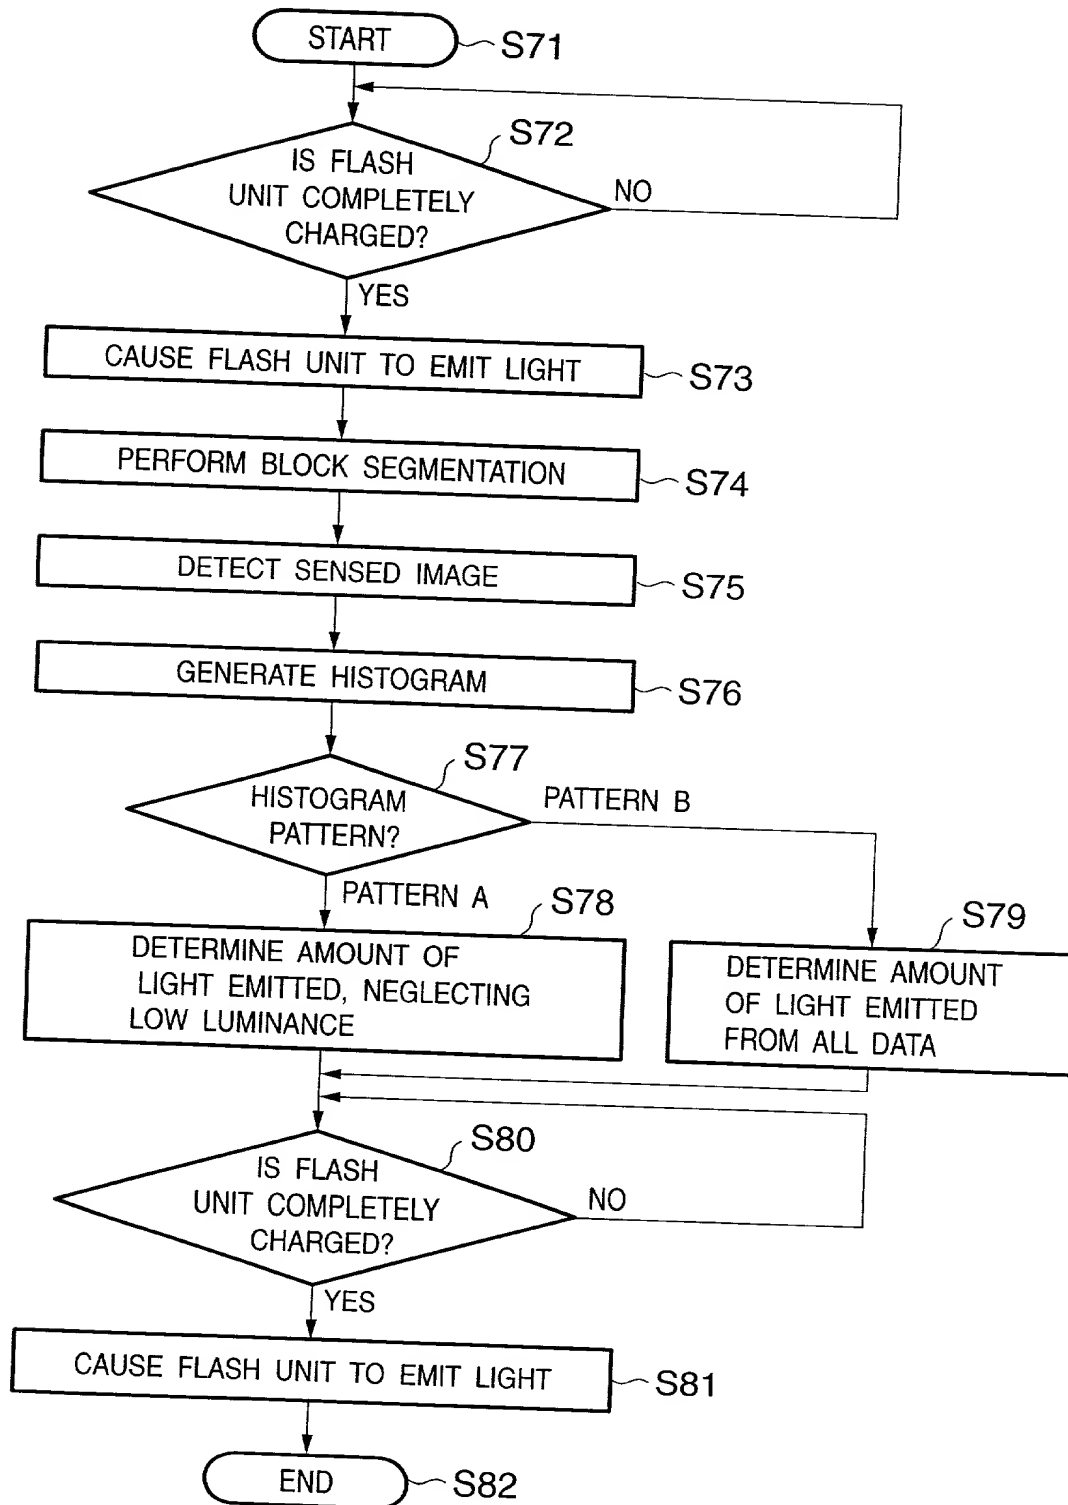 START
S71
S72
IS FLASH
UNIT COMPLETELY
CHARGED?
NO
YES
CAUSE FLASH UNIT TO EMIT LIGHT
S73
PERFORM BLOCK SEGMENTATION
S74
DETECT SENSED IMAGE
S75
GENERATE HISTOGRAM
S76
S77
HISTOGRAM
PATTERN?
PATTERN B
PATTERN A
S78
DETERMINE AMOUNT OF
LIGHT EMITTED, NEGLECTING
LOW LUMINANCE
S79
DETERMINE AMOUNT
OF LIGHT EMITTED
FROM ALL DATA
S80
IS FLASH
UNIT COMPLETELY
CHARGED?
NO
YES
CAUSE FLASH UNIT TO EMIT LIGHT
S81
END
S82